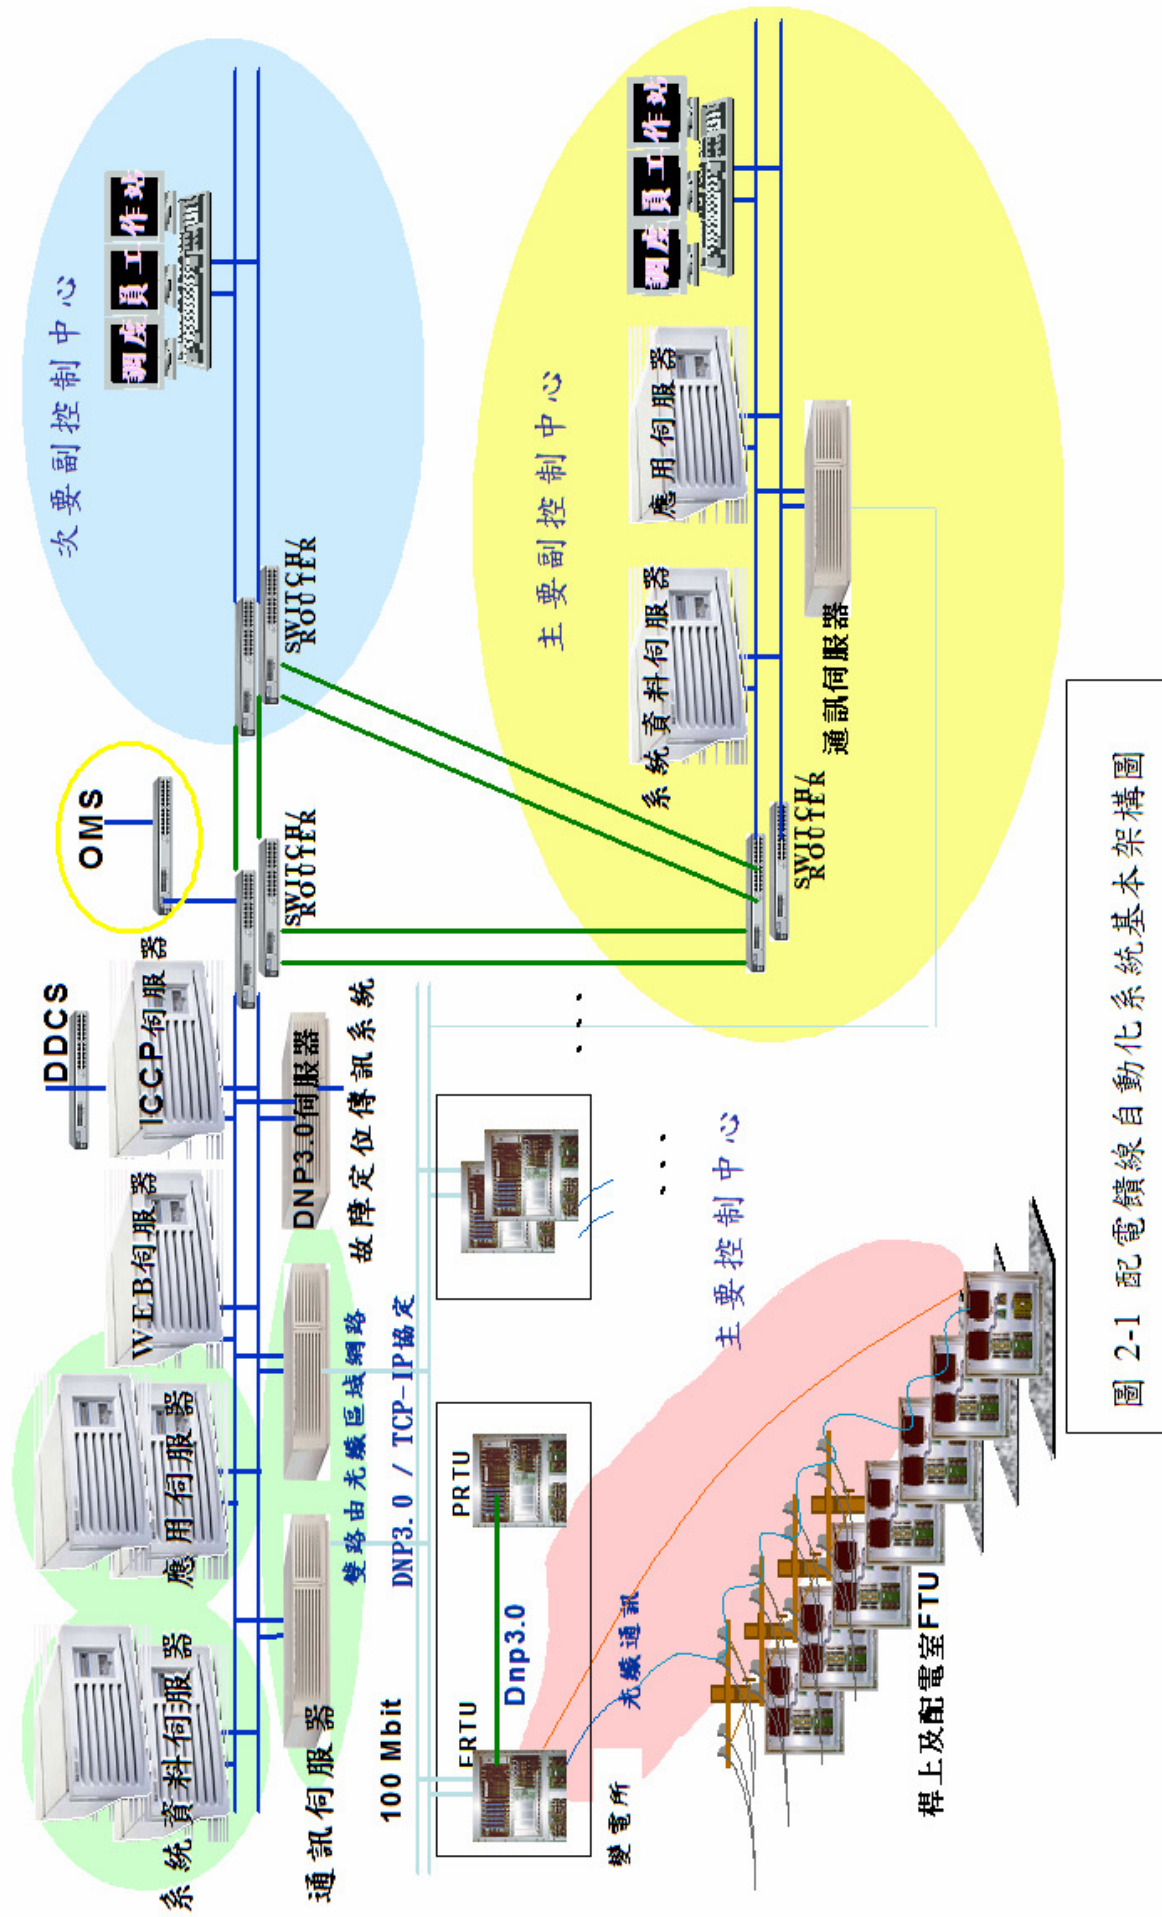 系統資料伺服器
應用伺服器
WEB伺服器
ICCP伺服器
DDCS
OMS
次要副控制中心
調度員工作站
SWITCH/
ROUTER
SWITCH/
ROUTER
通訊伺服器
DNP3.0伺服器
故障定位傳訊系統
雙路由光纖區域網路
DNP3.0 / TCP-IP協定
100 Mbit
FRTU
Dnp3.0
PRTU
變電所
光纖通訊
桿上及配電室FTU
主要控制中心
主要副控制中心
系統資料伺服器
應用伺服器
調度員工作站
SWITCH/
ROUTER
通訊伺服器
圖 2-1 配電饋線自動化系統基本架構圖